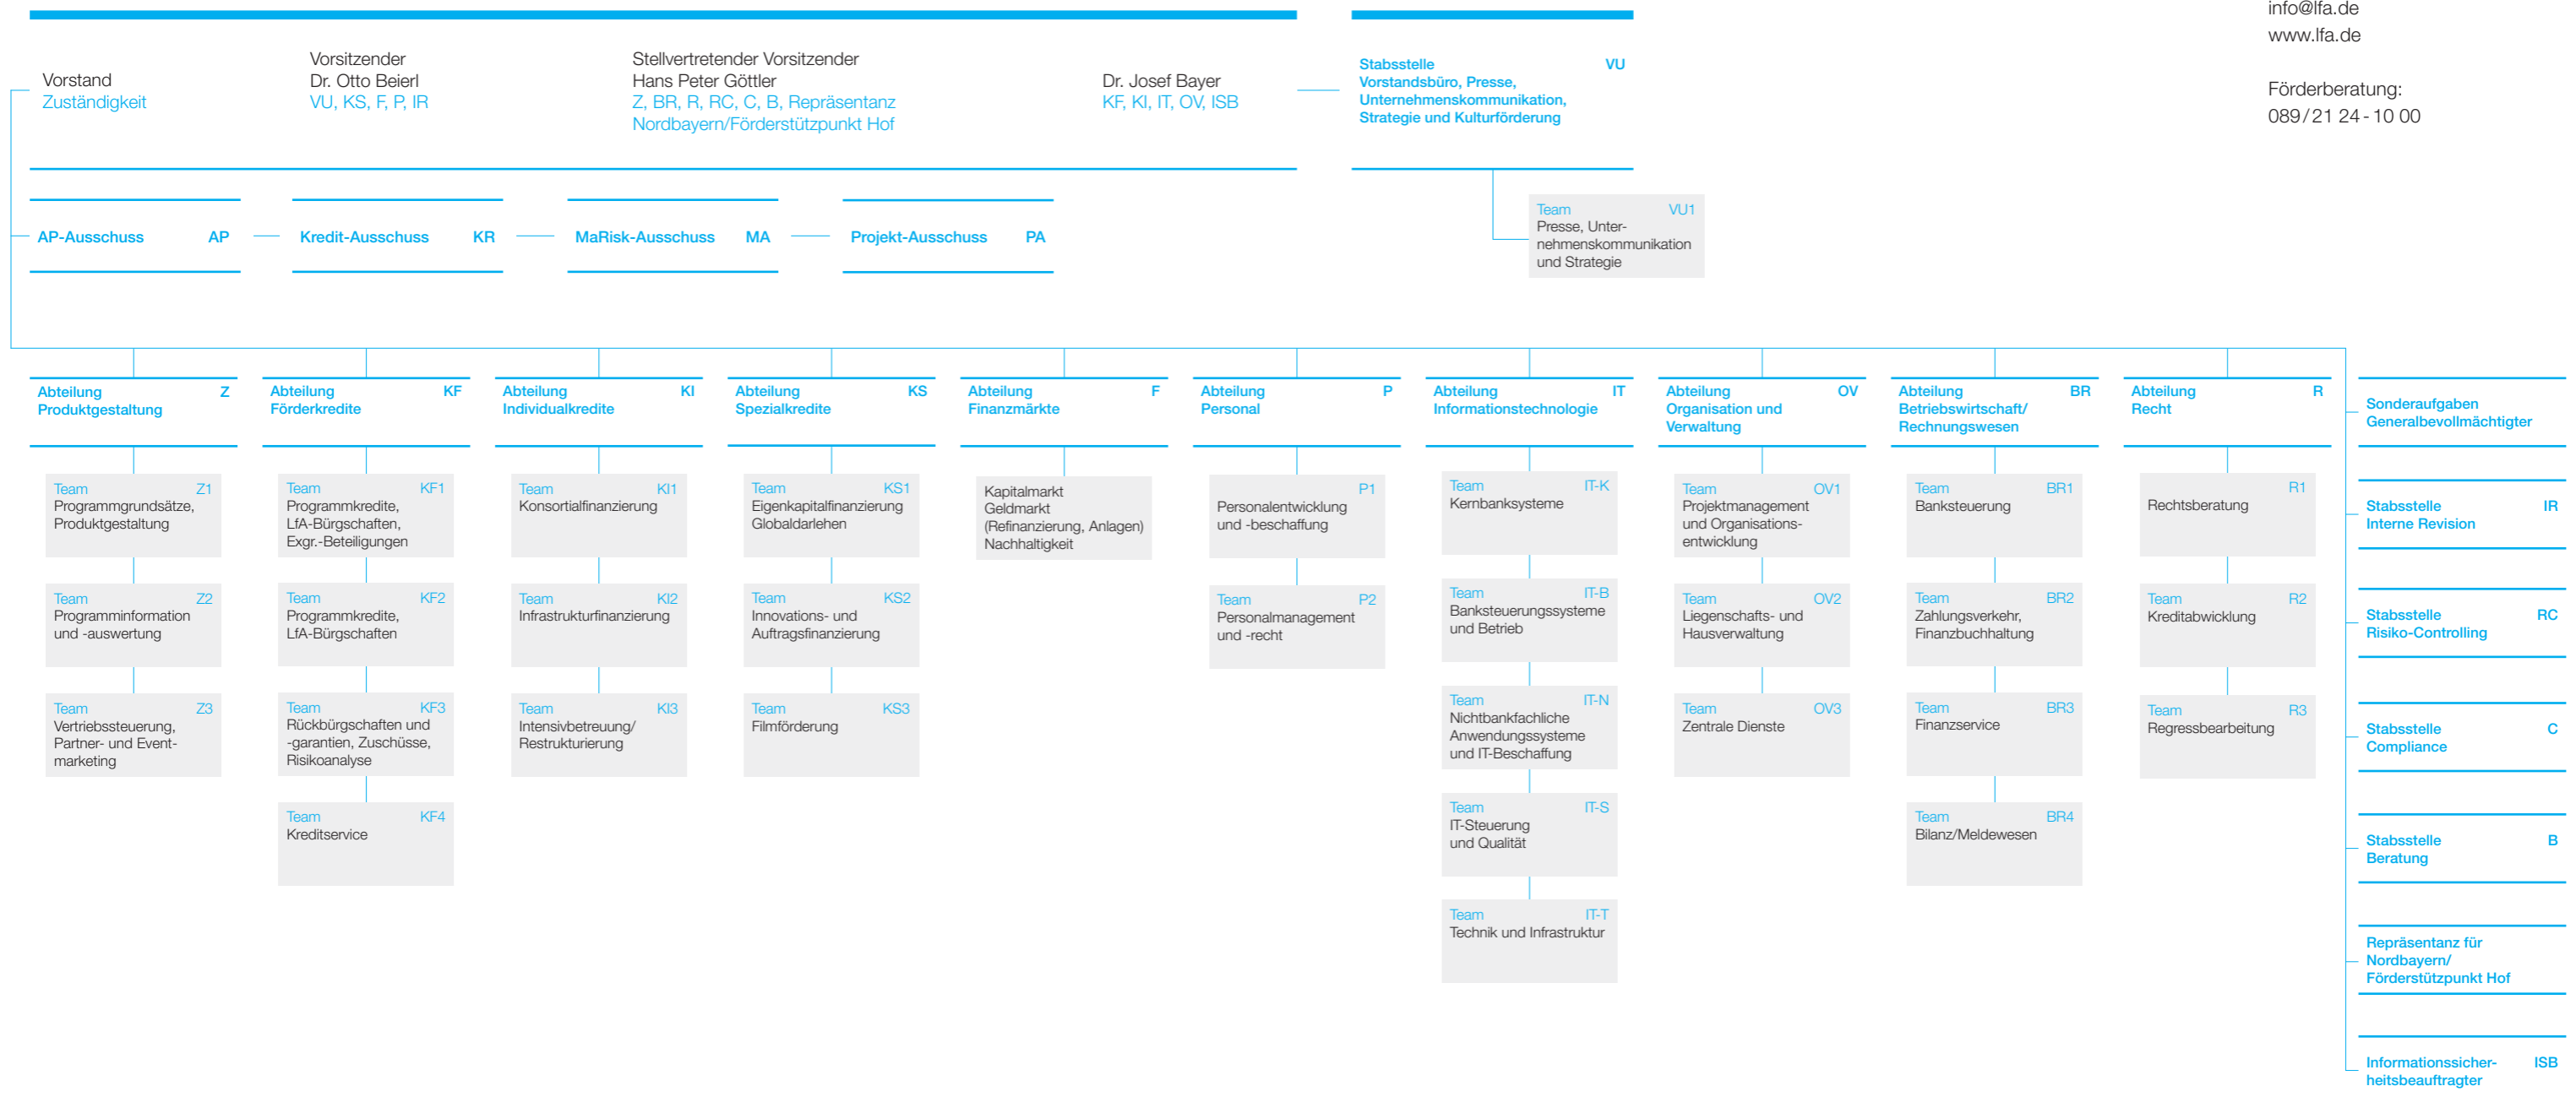 info@lfa.de
www.lfa.de
Förderberatung:
089/21 24-10 00
Vorstand
Zuständigkeit
Vorsitzender
Dr. Otto Beierl
VU, KS, F, P, IR
Stellvertretender Vorsitzender
Hans Peter Göttler
Z, BR, R, RC, C, B, Repräsentanz
Nordbayern/Förderstützpunkt Hof
Dr. Josef Bayer
KF, KI, IT, OV, ISB
Stabsstelle VU
Vorstandsbüro, Presse,
Unternehmenskommunikation,
Strategie und Kulturförderung
Team VU1
Presse, Unter-
nehmenskommunikation
und Strategie
AP-Ausschuss AP
Kredit-Ausschuss KR
MaRisk-Ausschuss MA
Projekt-Ausschuss PA
Abteilung Z
Produktgestaltung
Team Z1
Programmgrundsätze,
Produktgestaltung
Team Z2
Programminformation
und -auswertung
Team Z3
Vertriebssteuerung,
Partner- und Event-
marketing
Abteilung KF
Förderkredite
Team KF1
Programmkredite,
LfA-Bürgschaften,
Exgr.-Beteiligungen
Team KF2
Programmkredite,
LfA-Bürgschaften
Team KF3
Rückbürgschaften und
-garantien, Zuschüsse,
Risikoanalyse
Team KF4
Kreditservice
Abteilung KI
Individualkredite
Team KI1
Konsortialfinanzierung
Team KI2
Infrastrukturfinanzierung
Team KI3
Intensivbetreuung/
Restrukturierung
Abteilung KS
Spezialkredite
Team KS1
Eigenkapitalfinanzierung
Globaldarlehen
Team KS2
Innovations- und
Auftragsfinanzierung
Team KS3
Filmförderung
Abteilung F
Finanzmärkte
Kapitalmarkt
Geldmarkt
(Refinanzierung, Anlagen)
Nachhaltigkeit
Abteilung P
Personal
P1
Personalentwicklung
und -beschaffung
Team P2
Personalmanagement
und -recht
Abteilung IT
Informationstechnologie
Team IT-K
Kernbanksysteme
Team IT-B
Banksteuerungssysteme
und Betrieb
Team IT-N
Nichtbankfachliche
Anwendungssysteme
und IT-Beschaffung
Team IT-S
IT-Steuerung
und Qualität
Team IT-T
Technik und Infrastruktur
Abteilung OV
Organisation und
Verwaltung
Team OV1
Projektmanagement
und Organisations-
entwicklung
Team OV2
Liegenschafts- und
Hausverwaltung
Team OV3
Zentrale Dienste
Abteilung BR
Betriebswirtschaft/
Rechnungswesen
Team BR1
Banksteuerung
Team BR2
Zahlungsverkehr,
Finanzbuchhaltung
Team BR3
Finanzservice
Team BR4
Bilanz/Meldewesen
Abteilung R
Recht
R1
Rechtsberatung
Team R2
Kreditabwicklung
Team R3
Regressbearbeitung
Sonderaufgaben
Generalbevollmächtigter
Stabsstelle IR
Interne Revision
Stabsstelle RC
Risiko-Controlling
Stabsstelle C
Compliance
Stabsstelle B
Beratung
Repräsentanz für
Nordbayern/
Förderstützpunkt Hof
Informationssicher- ISB
heitsbeauftragter